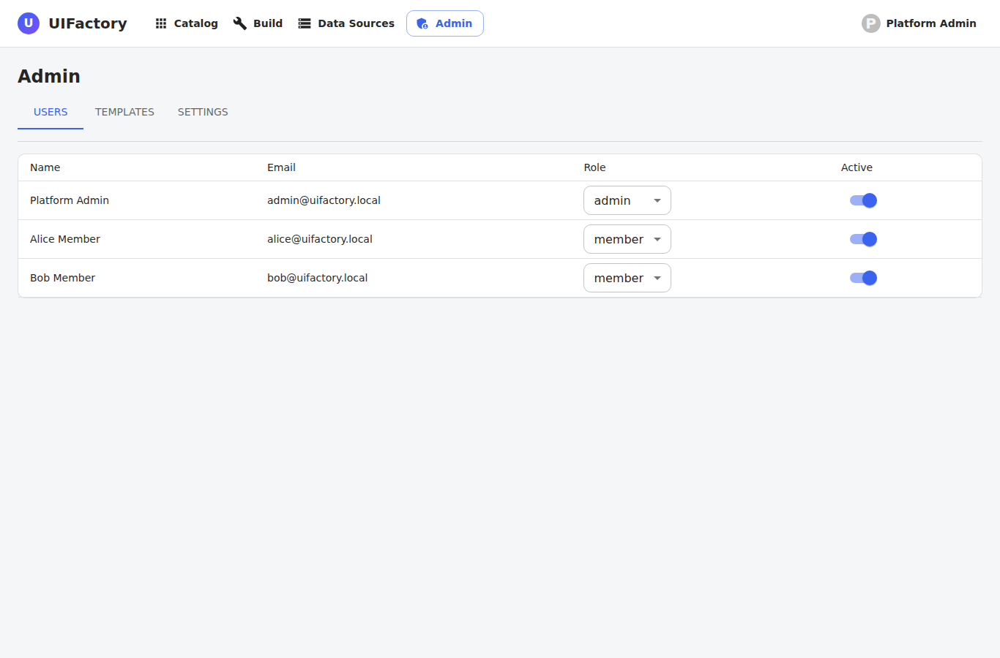 U UIFactory Catalog Build Data Sources Admin P Platform Admin
Admin
USERS TEMPLATES SETTINGS
Name Email Role Active
Platform Admin admin@uifactory.local admin
Alice Member alice@uifactory.local member
Bob Member bob@uifactory.local member